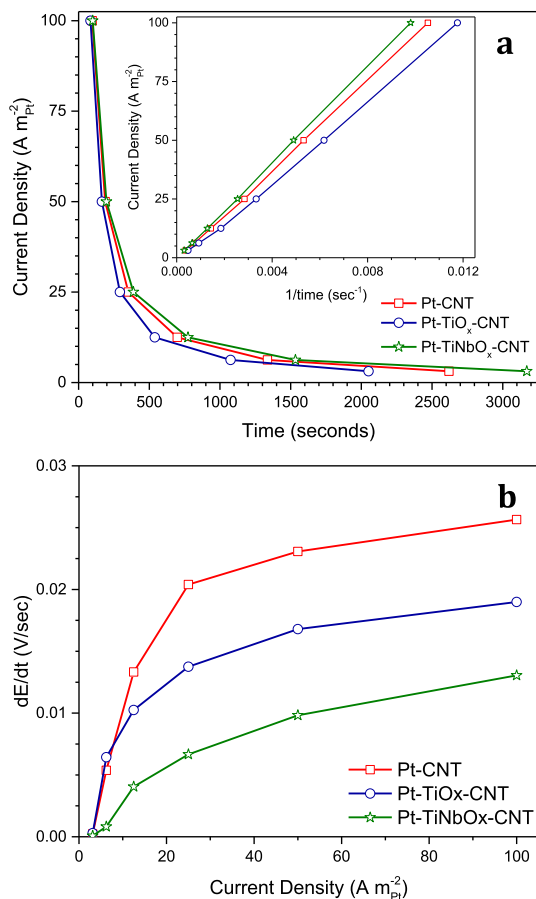 a
100
75
50
25
0
Current Density (A m⁻²Pt)
100
50
25
0
Current Density (A m⁻²Pt)
0.000 0.004 0.008 0.012
1/time (sec⁻¹)
Pt-CNT
Pt-TiOₓ-CNT
Pt-TiNbOₓ-CNT
0 500 1000 1500 2000 2500 3000
Time (seconds)
b
0.03
0.02
0.01
0.00
dE/dt (V/sec)
Pt-CNT
Pt-TiOx-CNT
Pt-TiNbOx-CNT
0 20 40 60 80 100
Current Density (A m⁻²Pt)